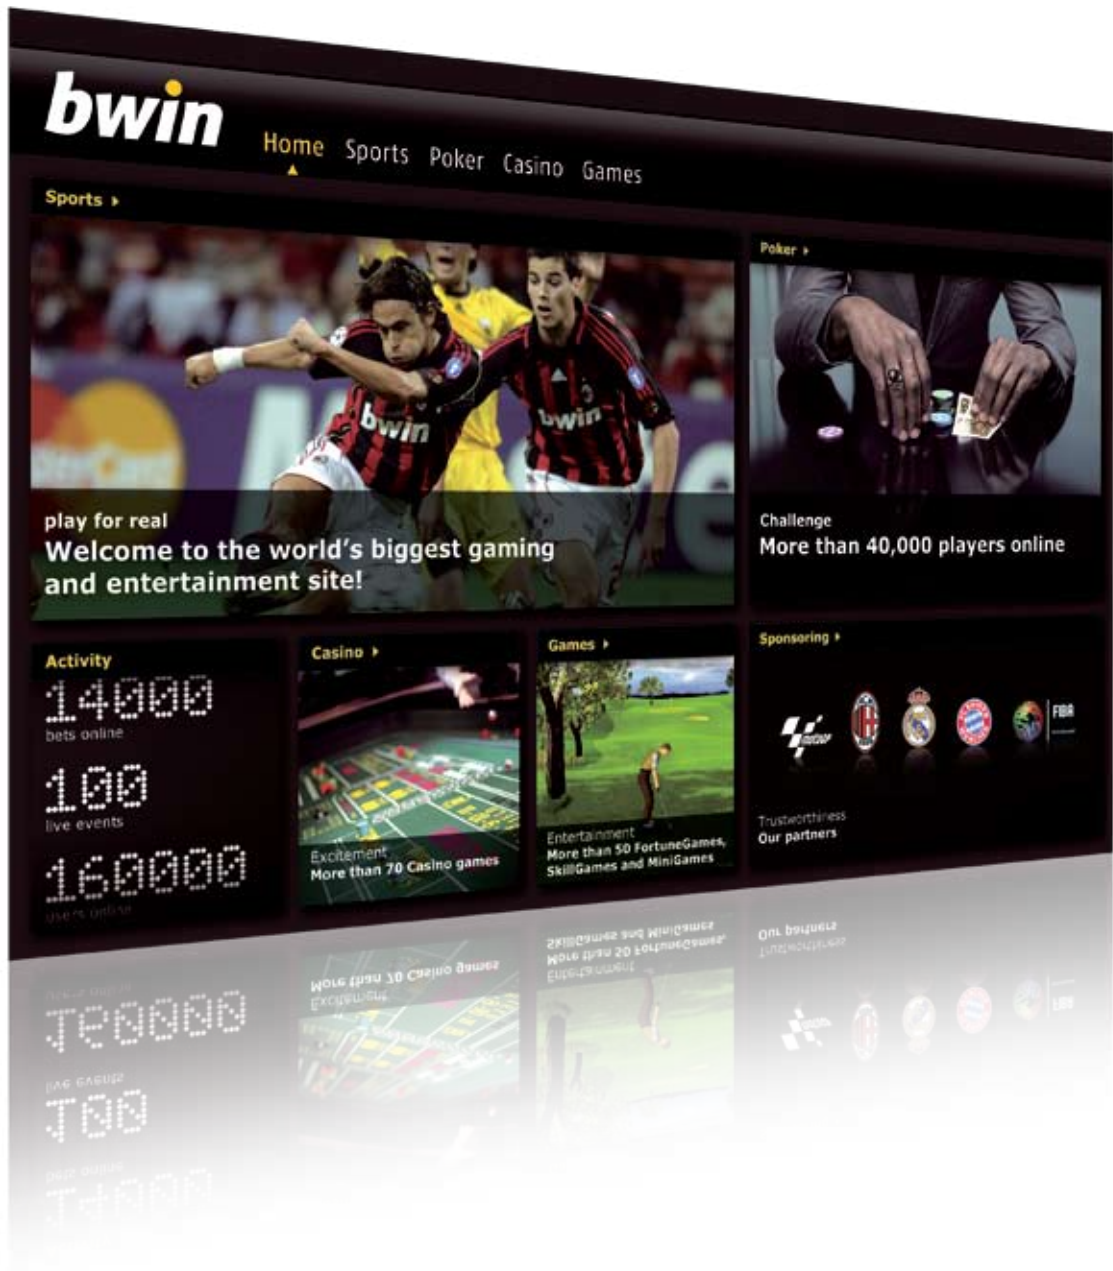 bwin
Home Sports Poker Casino Games
Sports
bwin
bwin
play for real
Welcome to the world's biggest gaming
and entertainment site!
Poker
Challenge
More than 40,000 players online
Activity
14000
bets online
100
live events
160000
users online
Casino
Excitement
More than 70 Casino games
Games
Entertainment
More than 50 FortuneGames,
SkillGames and MiniGames
Sponsoring
FIBA
Trustworthiness
Our partners